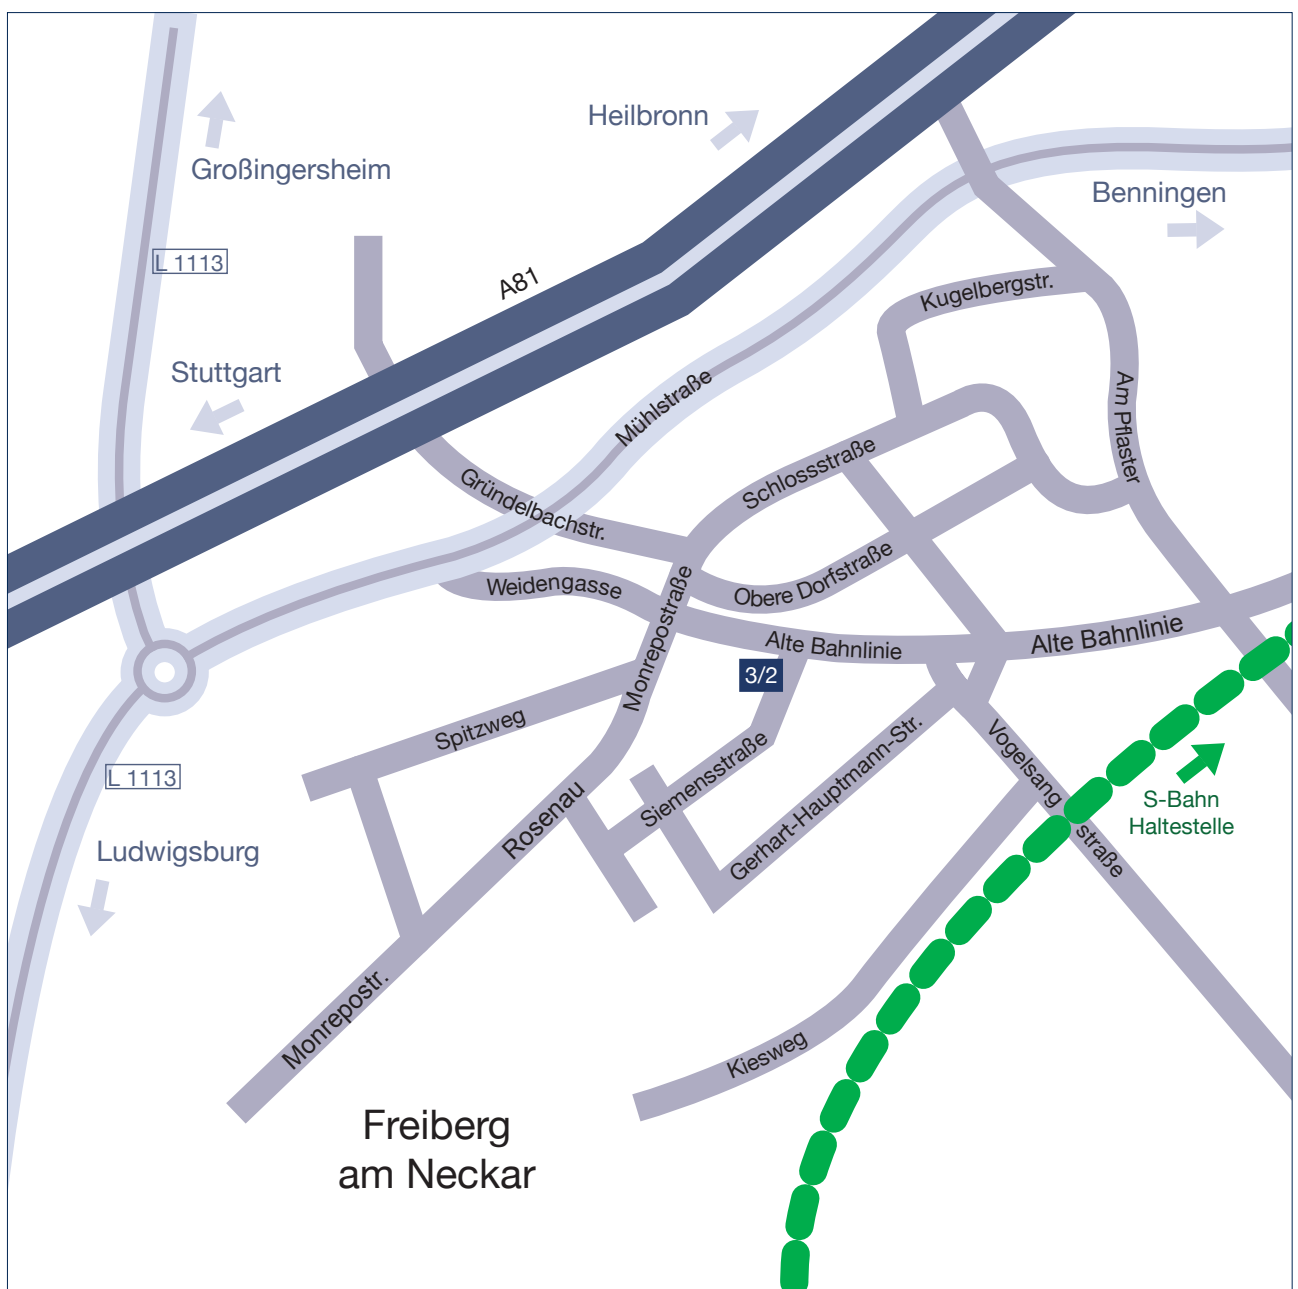 Heilbronn
Großingersheim
Benningen
L 1113
A81
Kugelbergstr.
Stuttgart
Mühlstraße
Am Pflaster
Schlossstraße
Gründelbachstr.
Weidengasse
Obere Dorfstraße
Monrepostraße
Alte Bahnlinie
Alte Bahnlinie
3/2
Spitzweg
Siemensstraße
Gerhart-Hauptmann-Str.
Vogelsang
straße
L 1113
S-Bahn
Haltestelle
Rosenau
Ludwigsburg
Monrepostr.
Kiesweg
Freiberg
am Neckar